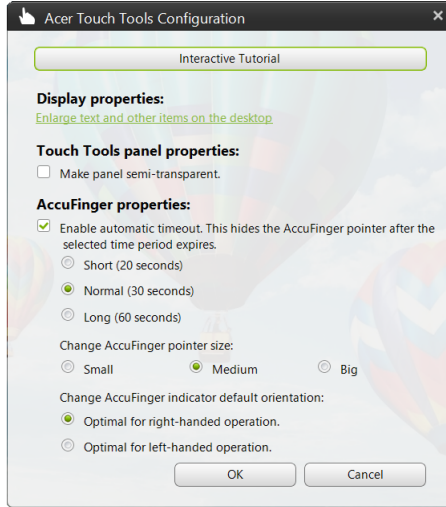 Acer Touch Tools Configuration
Interactive Tutorial
Display properties:
Enlarge text and other items on the desktop
Touch Tools panel properties:
Make panel semi-transparent.
AccuFinger properties:
Enable automatic timeout. This hides the AccuFinger pointer after the
selected time period expires.
Short (20 seconds)
Normal (30 seconds)
Long (60 seconds)
Change AccuFinger pointer size:
Small Medium Big
Change AccuFinger indicator default orientation:
Optimal for right-handed operation.
Optimal for left-handed operation.
OK Cancel